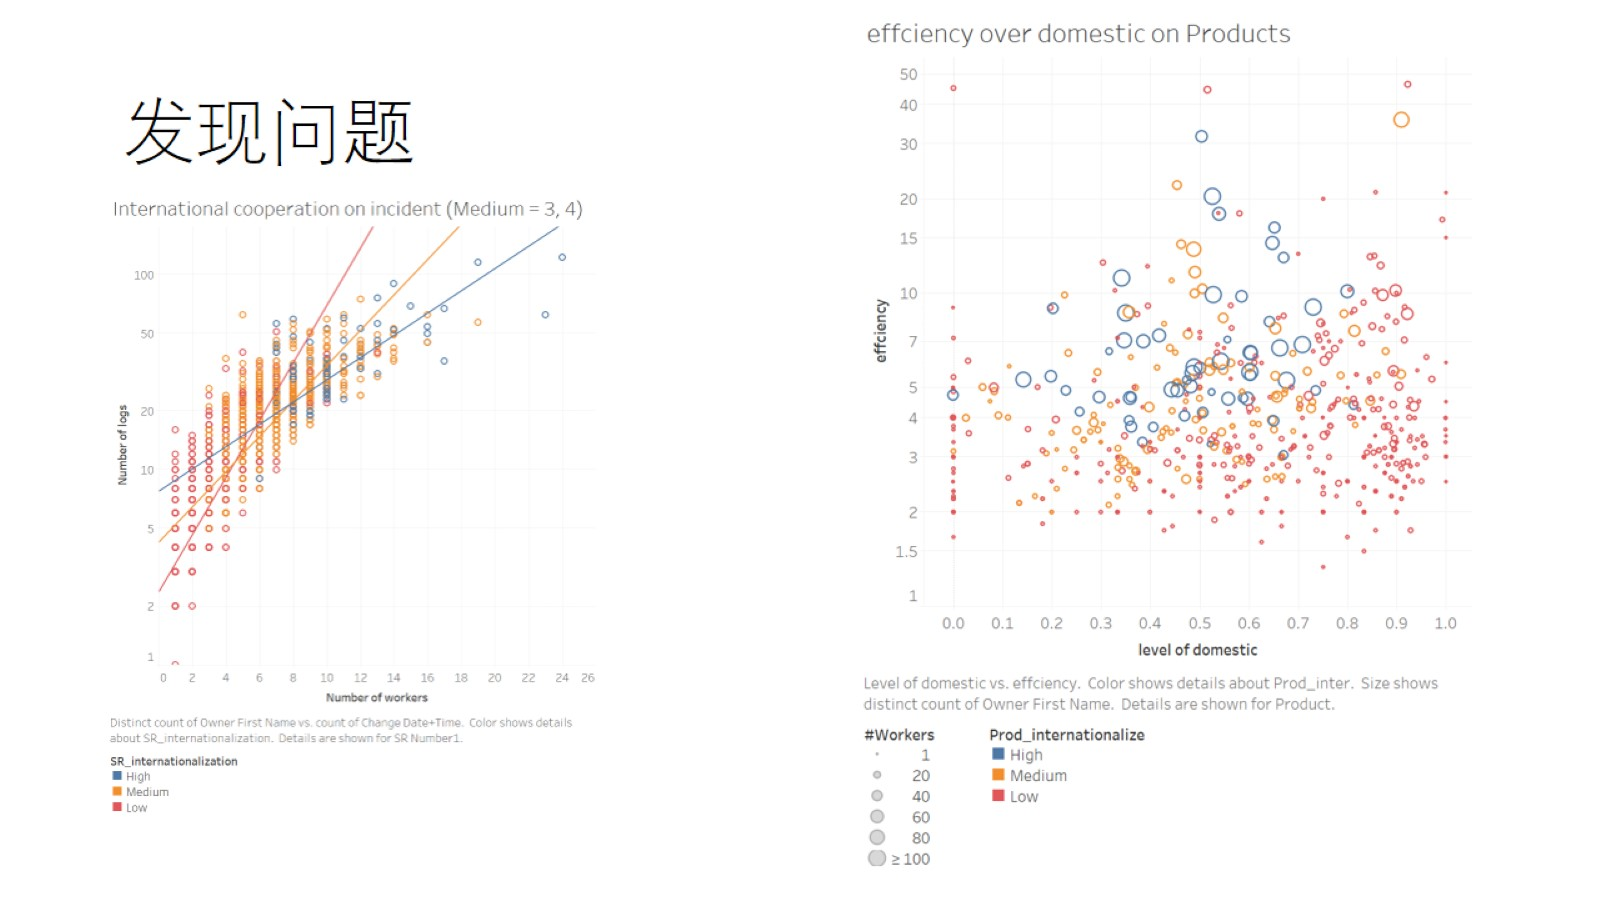 发现问题
International cooperation on incident (Medium = 3, 4)
100
50
20
10
5
2
1
Number of logs
0 2 4 6 8 10 12 14 16 18 20 22 24 26
Number of workers
Distinct count of Owner First Name vs. count of Change Date+Time. Color shows details
about SR_internationalization. Details are shown for SR Number1.
SR_internationalization
High
Medium
Low
effciency over domestic on Products
50
40
30
20
15
10
7
5
4
3
2
1.5
1
effciency
0.0 0.1 0.2 0.3 0.4 0.5 0.6 0.7 0.8 0.9 1.0
level of domestic
Level of domestic vs. effciency. Color shows details about Prod_inter. Size shows
distinct count of Owner First Name. Details are shown for Product.
#Workers
1
20
40
60
80
≥ 100
Prod_internationalize
High
Medium
Low